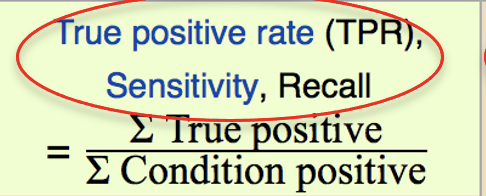 True positive rate (TPR),
Sensitivity, Recall
= Σ True positive
Σ Condition positive